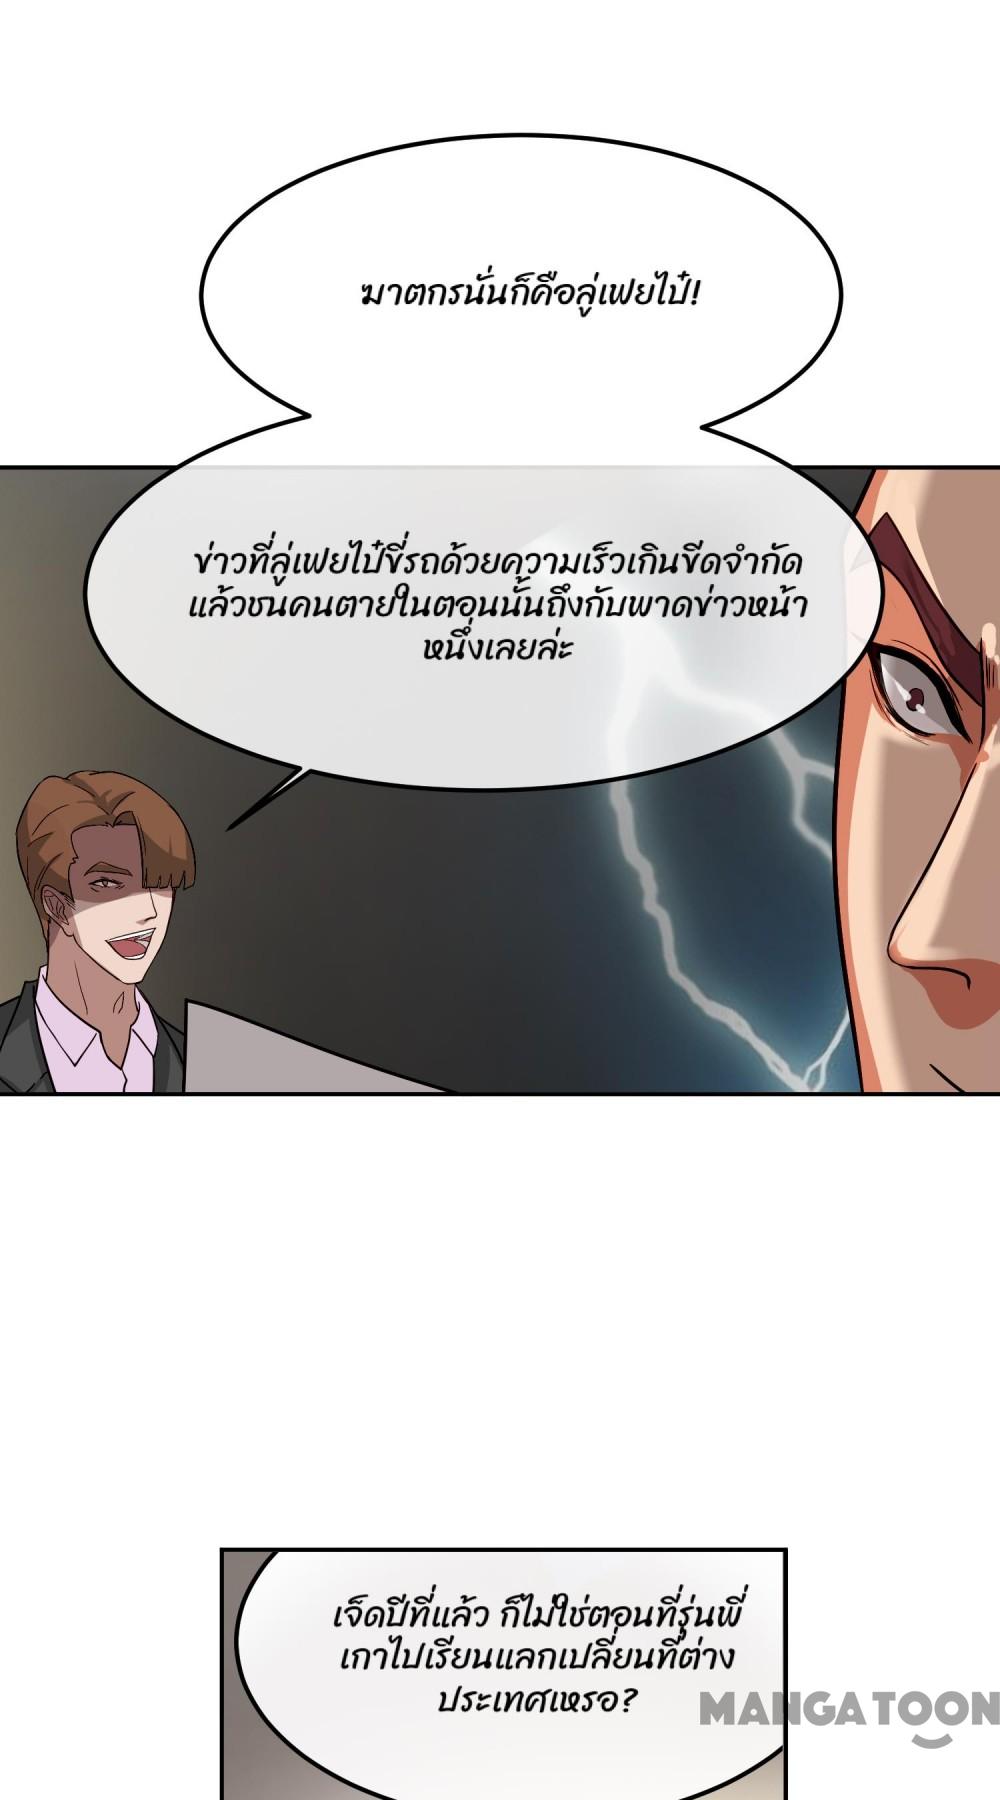 ฆาตกรนั่นก็คือลู่เฟยไป๋!
ข่าวที่ลู่เฟยไป๋ขี่รถด้วยความเร็วเกินขีดจำกัด
แล้วชนคนตายในตอนนั้นถึงกับพาดข่าวหน้า
หนึ่งเลยล่ะ
เจ็ดปีที่แล้ว ก็ไม่ใช่ตอนที่รุ่นพี่
เกาไปเรียนแลกเปลี่ยนที่ต่าง
ประเทศเหรอ?
MANGATOON